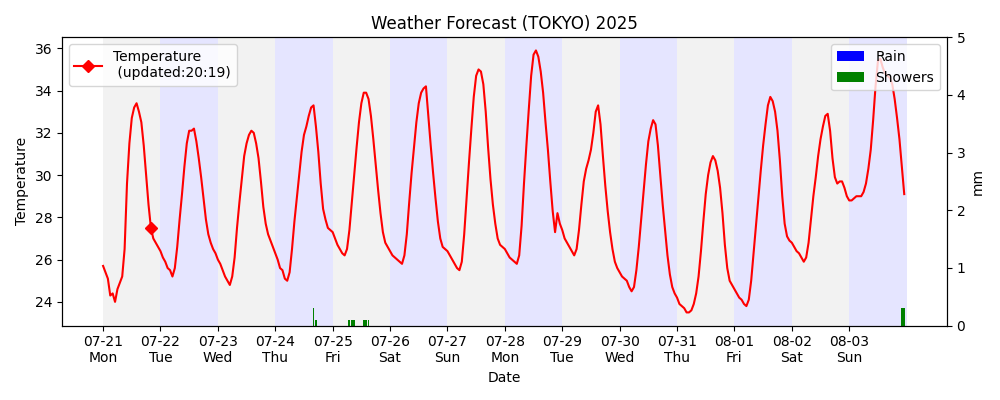 Weather Forecast (TOKYO) 2025
Temperature
(updated:20:19)
Rain
Showers
Temperature
36
34
32
30
28
26
24
5
4
3
2
1
0
mm
07-21 07-22 07-23 07-24 07-25 07-26 07-27 07-28 07-29 07-30 07-31 08-01 08-02 08-03
Mon Tue Wed Thu Fri Sat Sun Mon Tue Wed Thu Fri Sat Sun
Date